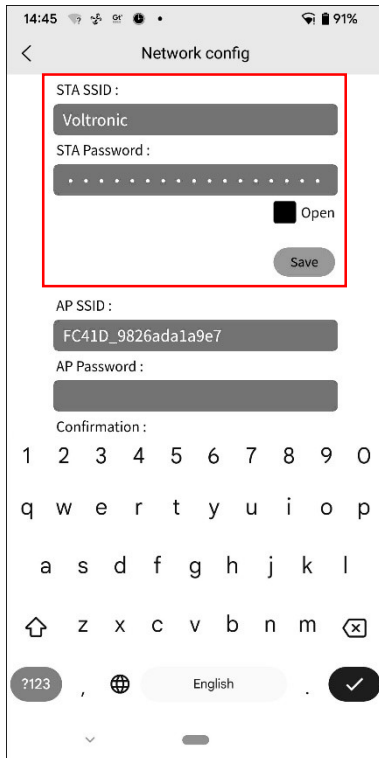 14:45 91%
Network config
STA SSID :
Voltronic
STA Password :
Open
Save
AP SSID :
FC41D_9826ada1a9e7
AP Password :
Confirmation :
1 2 3 4 5 6 7 8 9 0
q w e r t y u i o p
a s d f g h j k l
z x c v b n m
?123 , English .